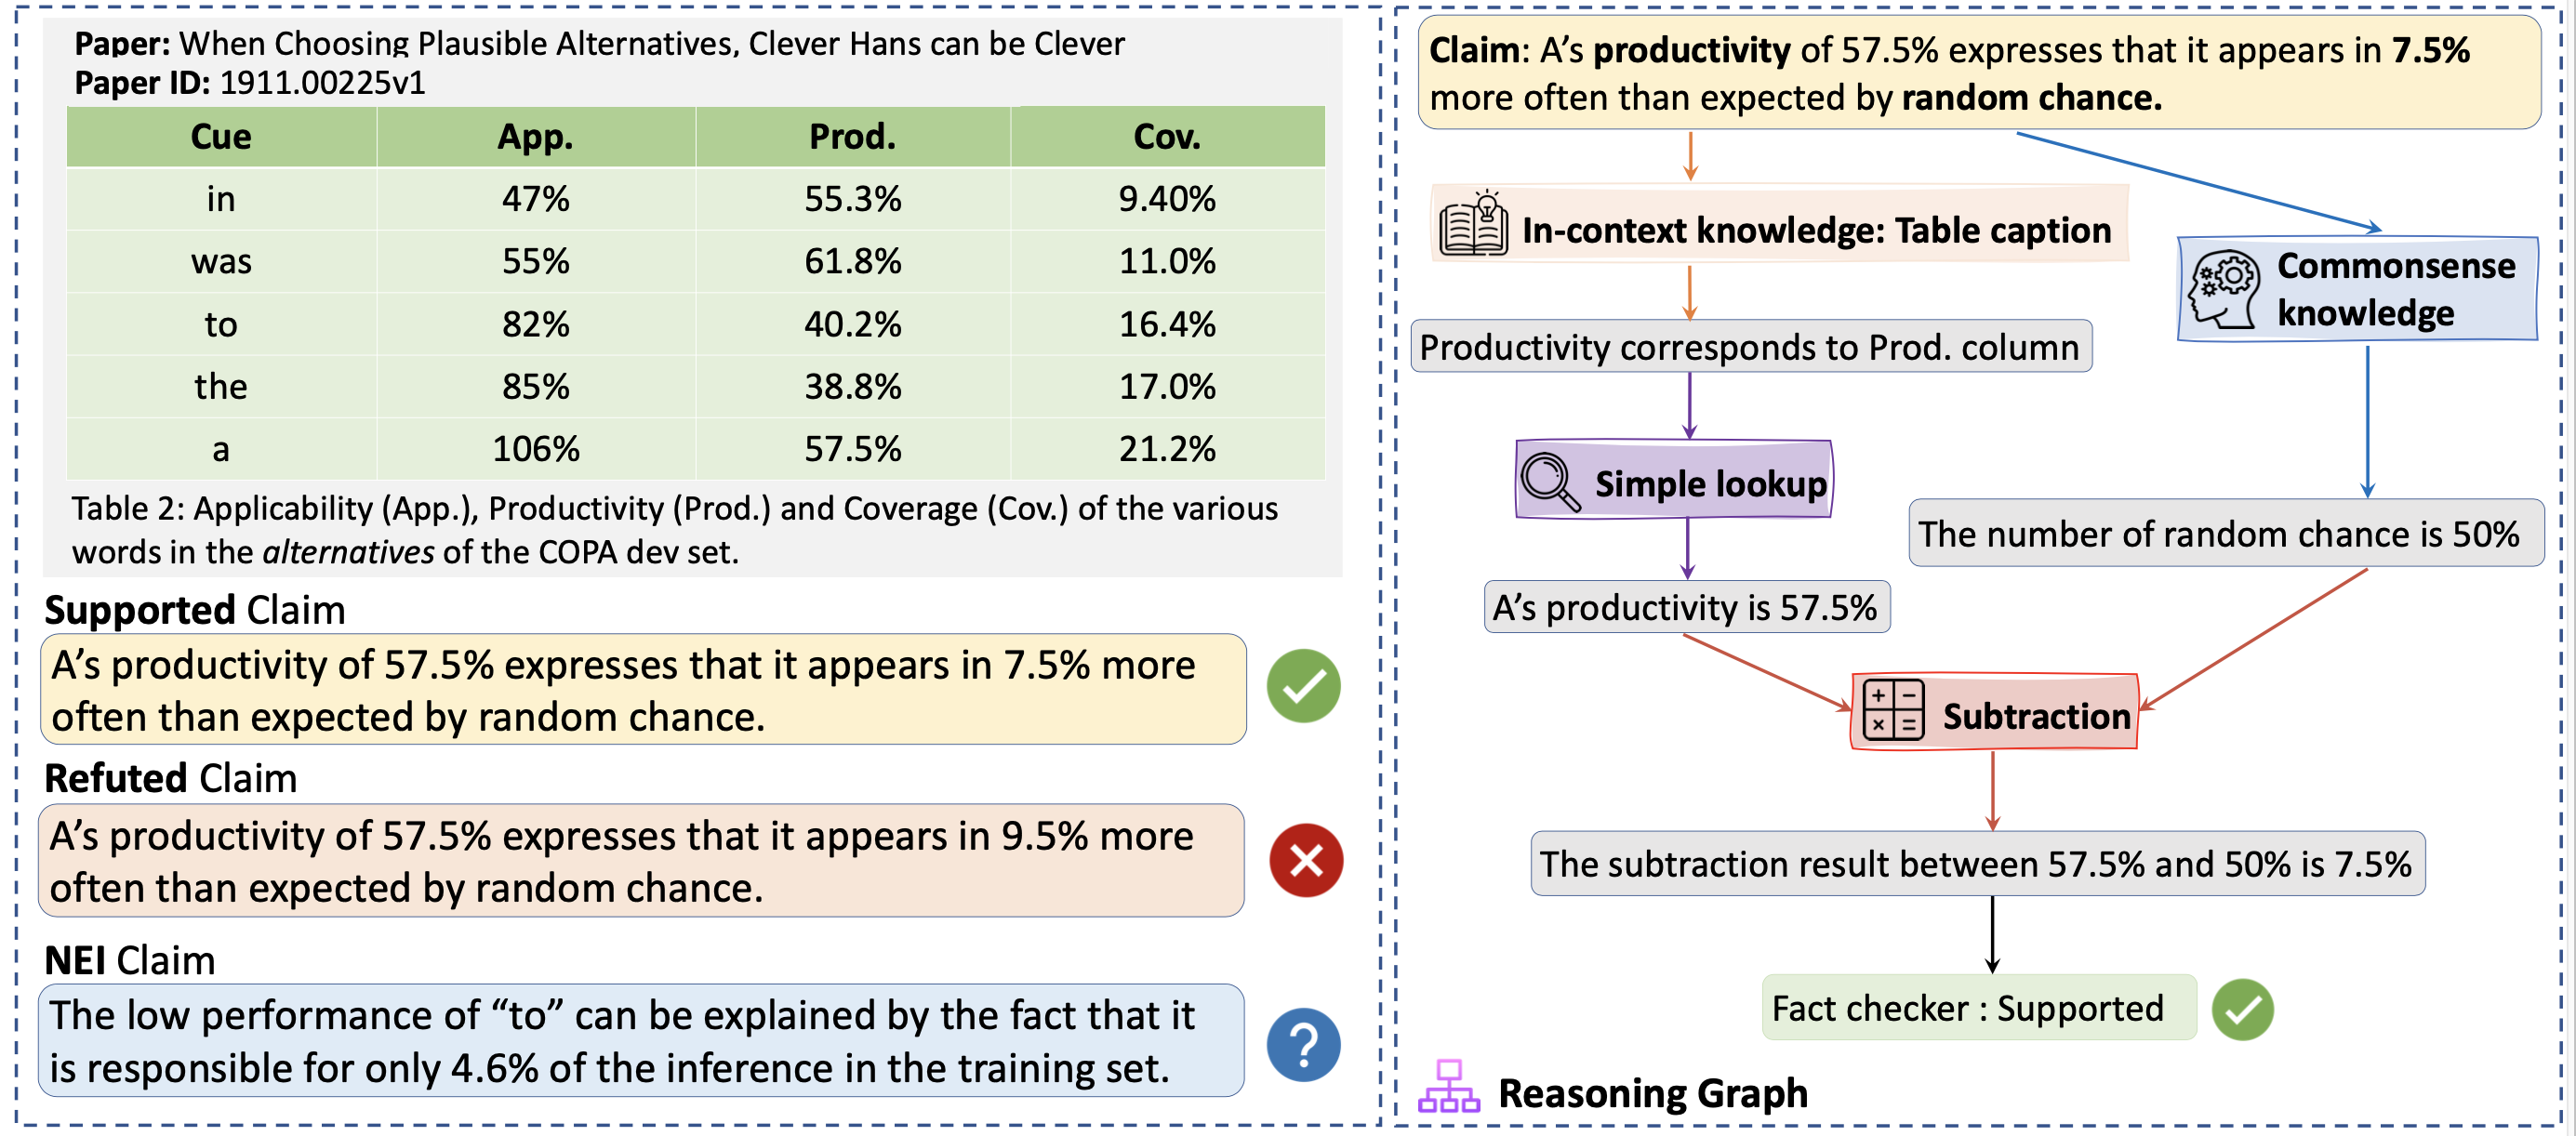 Paper: When Choosing Plausible Alternatives, Clever Hans can be Clever
Paper ID: 1911.00225v1
Cue App. Prod. Cov.
in 47% 55.3% 9.40%
was 55% 61.8% 11.0%
to 82% 40.2% 16.4%
the 85% 38.8% 17.0%
a 106% 57.5% 21.2%
Table 2: Applicability (App.), Productivity (Prod.) and Coverage (Cov.) of the various
words in the alternatives of the COPA dev set.
Supported Claim
A’s productivity of 57.5% expresses that it appears in 7.5% more
often than expected by random chance.
Refuted Claim
A’s productivity of 57.5% expresses that it appears in 9.5% more
often than expected by random chance.
NEI Claim
The low performance of “to” can be explained by the fact that it
is responsible for only 4.6% of the inference in the training set.
Claim: A’s productivity of 57.5% expresses that it appears in 7.5%
more often than expected by random chance.
In-context knowledge: Table caption
Commonsense
knowledge
Productivity corresponds to Prod. column
Simple lookup
The number of random chance is 50%
A’s productivity is 57.5%
Subtraction
The subtraction result between 57.5% and 50% is 7.5%
Fact checker : Supported
Reasoning Graph